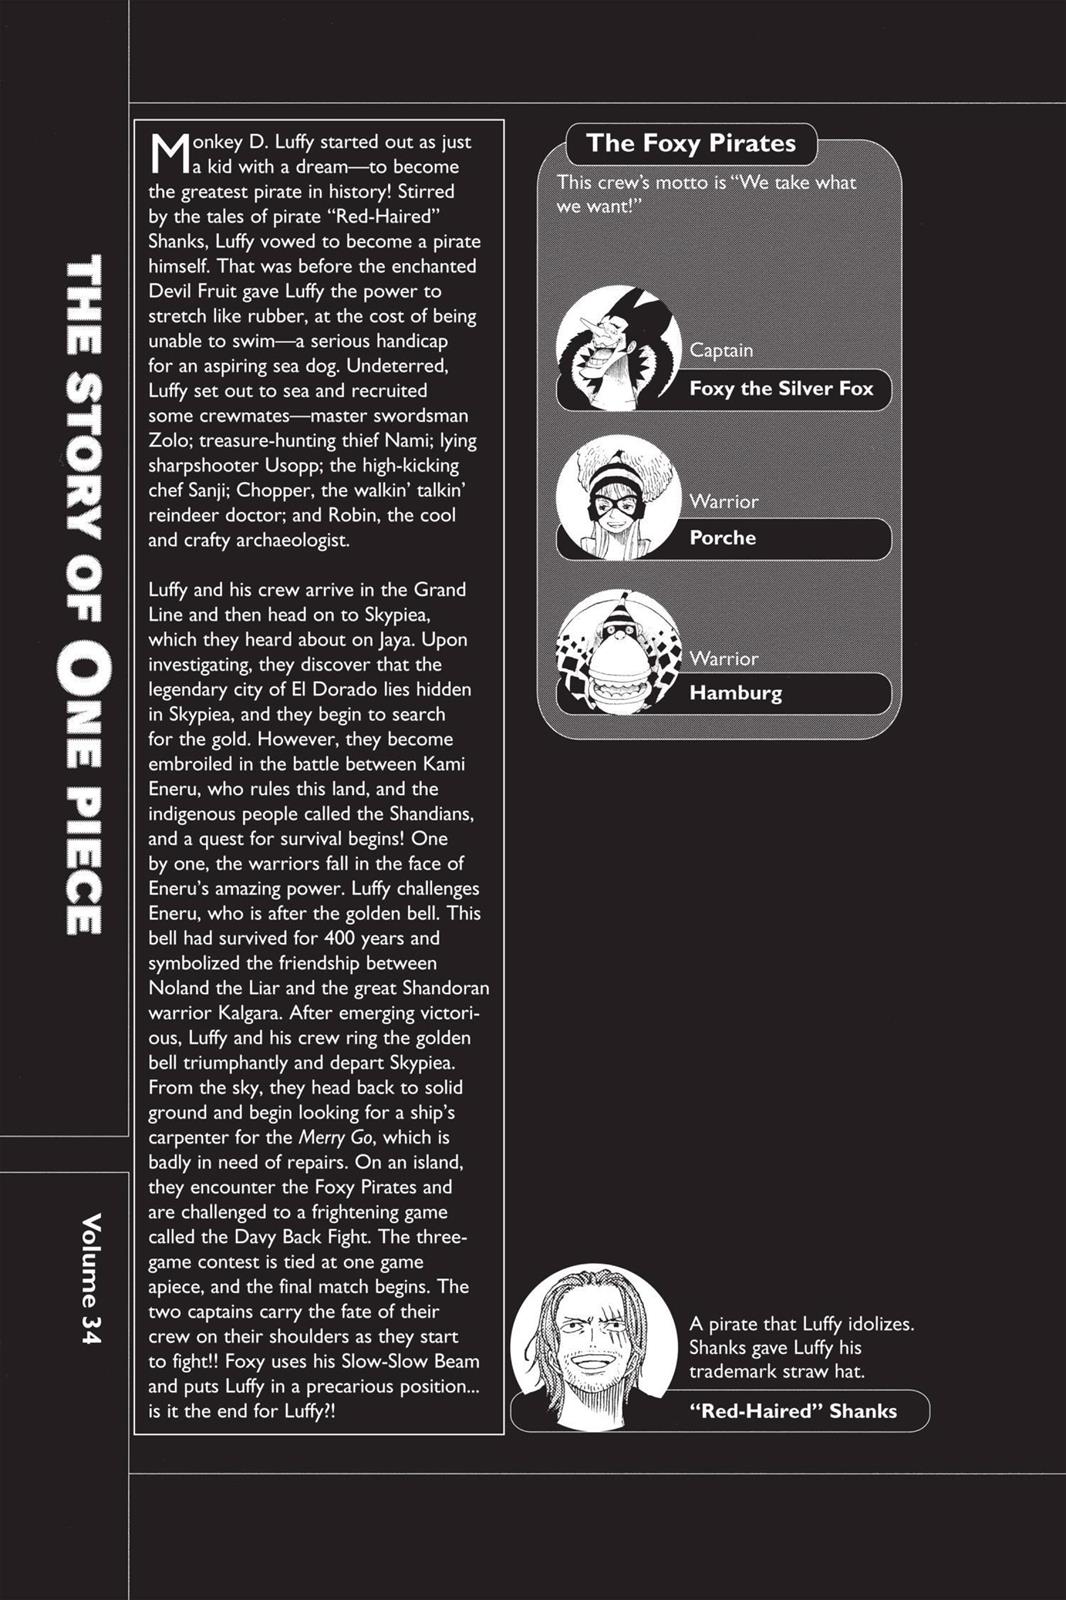 THE STORY OF ONE PIECE
Volume 34
Monkey D. Luffy started out as just
a kid with a dream—to become
the greatest pirate in history! Stirred
by the tales of pirate “Red-Haired”
Shanks, Luffy vowed to become a pirate
himself. That was before the enchanted
Devil Fruit gave Luffy the power to
stretch like rubber, at the cost of being
unable to swim—a serious handicap
for an aspiring sea dog. Undeterred,
Luffy set out to sea and recruited
some crewmates—master swordsman
Zolo; treasure-hunting thief Nami; lying
sharpshooter Usopp; the high-kicking
chef Sanji; Chopper, the walkin’ talkin’
reindeer doctor; and Robin, the cool
and crafty archaeologist.
Luffy and his crew arrive in the Grand
Line and then head on to Skypiea,
which they heard about on Jaya. Upon
investigating, they discover that the
legendary city of El Dorado lies hidden
in Skypiea, and they begin to search
for the gold. However, they become
embroiled in the battle between Kami
Eneru, who rules this land, and the
indigenous people called the Shandians,
and a quest for survival begins! One
by one, the warriors fall in the face of
Eneru’s amazing power. Luffy challenges
Eneru, who is after the golden bell. This
bell had survived for 400 years and
symbolized the friendship between
Noland the Liar and the great Shandoran
warrior Kalgara. After emerging victori-
ous, Luffy and his crew ring the golden
bell triumphantly and depart Skypiea.
From the sky, they head back to solid
ground and begin looking for a ship’s
carpenter for the Merry Go, which is
badly in need of repairs. On an island,
they encounter the Foxy Pirates and
are challenged to a frightening game
called the Davy Back Fight. The three-
game contest is tied at one game
apiece, and the final match begins. The
two captains carry the fate of their
crew on their shoulders as they start
to fight!! Foxy uses his Slow-Slow Beam
and puts Luffy in a precarious position...
is it the end for Luffy?!
The Foxy Pirates
This crew’s motto is “We take what
we want!”
Captain
Foxy the Silver Fox
Warrior
Porche
Warrior
Hamburg
A pirate that Luffy idolizes.
Shanks gave Luffy his
trademark straw hat.
“Red-Haired” Shanks